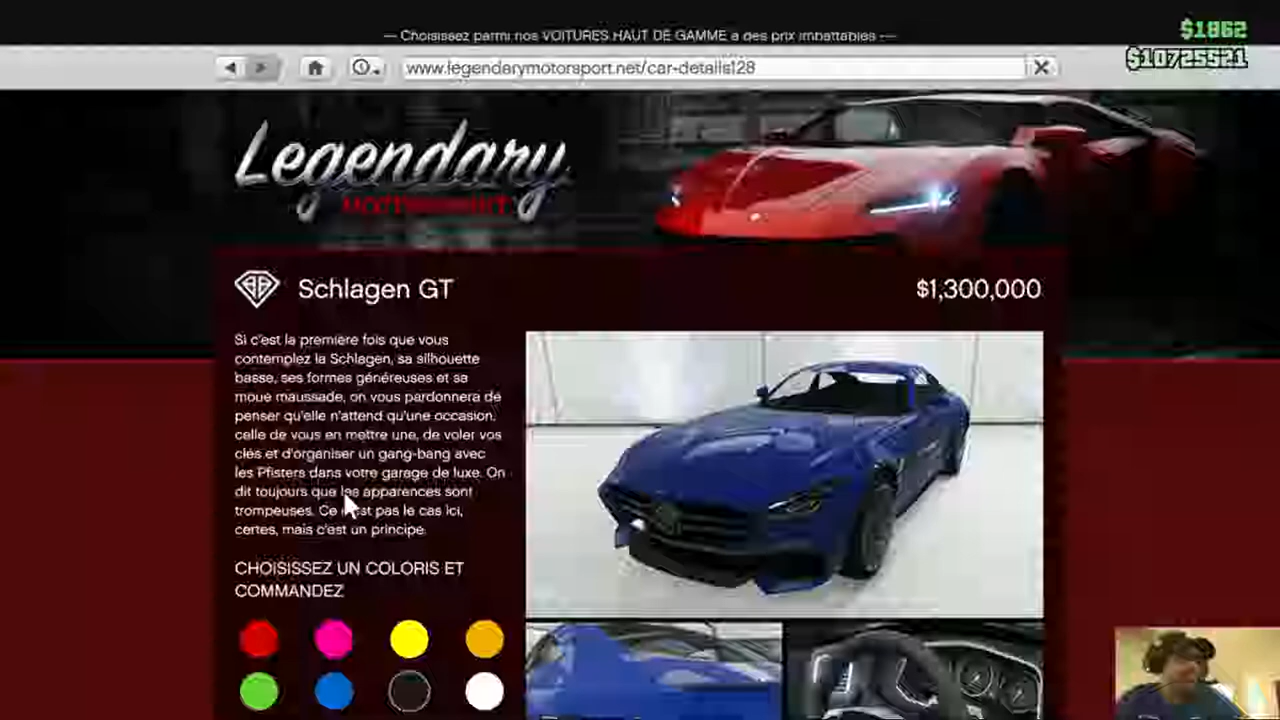 — Choisissez parmi nos VOITURES HAUT DE GAMME a des prix imbattables —
$1862
$10725521
www.legendarymotorsport.net/car-details128
Legendary
MOTORSPORT
Schlagen GT
$1,300,000
Si c'est la première fois que vous
contemplez la Schlagen, sa silhouette
basse, ses formes généreuses et sa
moue maussade, on vous pardonnera de
penser qu'elle n'attend qu'une occasion,
celle de vous en mettre une, de voler vos
clés et d'organiser un gang-bang avec
les Pfisters dans votre garage de luxe. On
dit toujours que les apparences sont
trompeuses. Ce n'est pas le cas ici,
certes, mais c'est un principe.
CHOISISSEZ UN COLORIS ET
COMMANDEZ